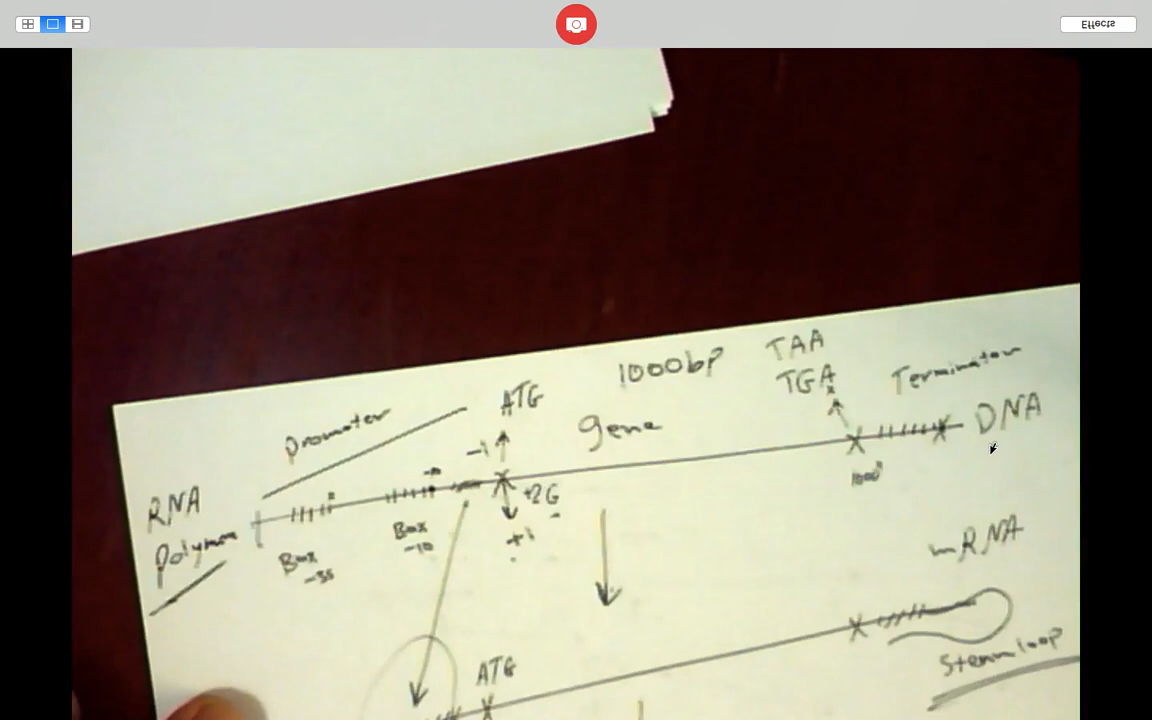 Effects
1000bP
TAA
TGA
Terminator
ATG
promoter
gene
DNA
-1
1000
RNA
+2G
Box
-10
+1
Box
-35
mRNA
Stem loop
ATG